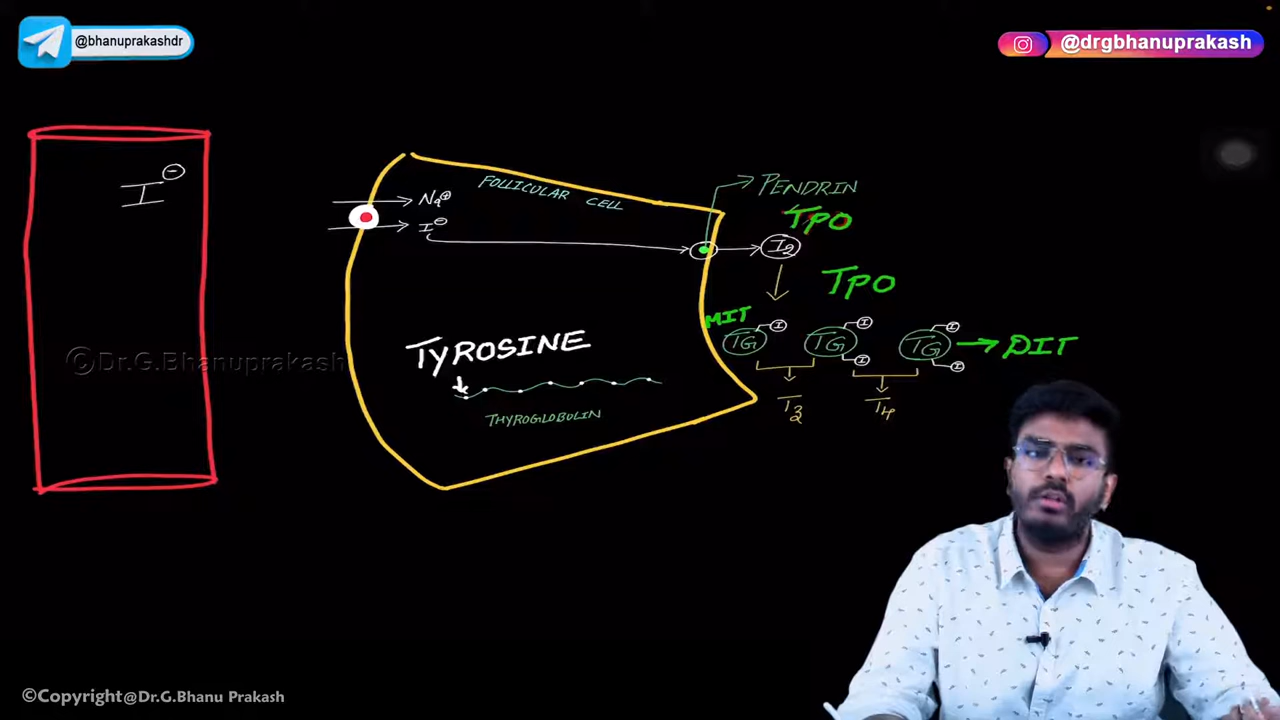 @bhanuprakashdr
@drgbhanuprakash
I⊖
Na⊕
I⊖
FOLLICULAR CELL
PENDRIN
TPO
I2
TPO
MIT
TG I
TG I I
TG I I
DIT
T3
T4
TYROSINE
THYROGLOBULIN
©Dr.G.Bhanuprakash
©Copyright@Dr.G.Bhanu Prakash